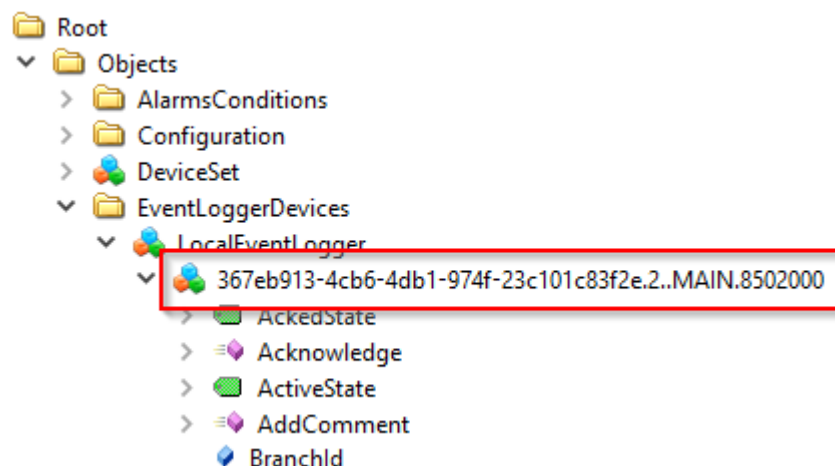 Root
Objects
AlarmsConditions
Configuration
DeviceSet
EventLoggerDevices
LocalEventLogger
367eb913-4cb6-4db1-974f-23c101c83f2e.2..MAIN.8502000
AckedState
Acknowledge
ActiveState
AddComment
BranchId